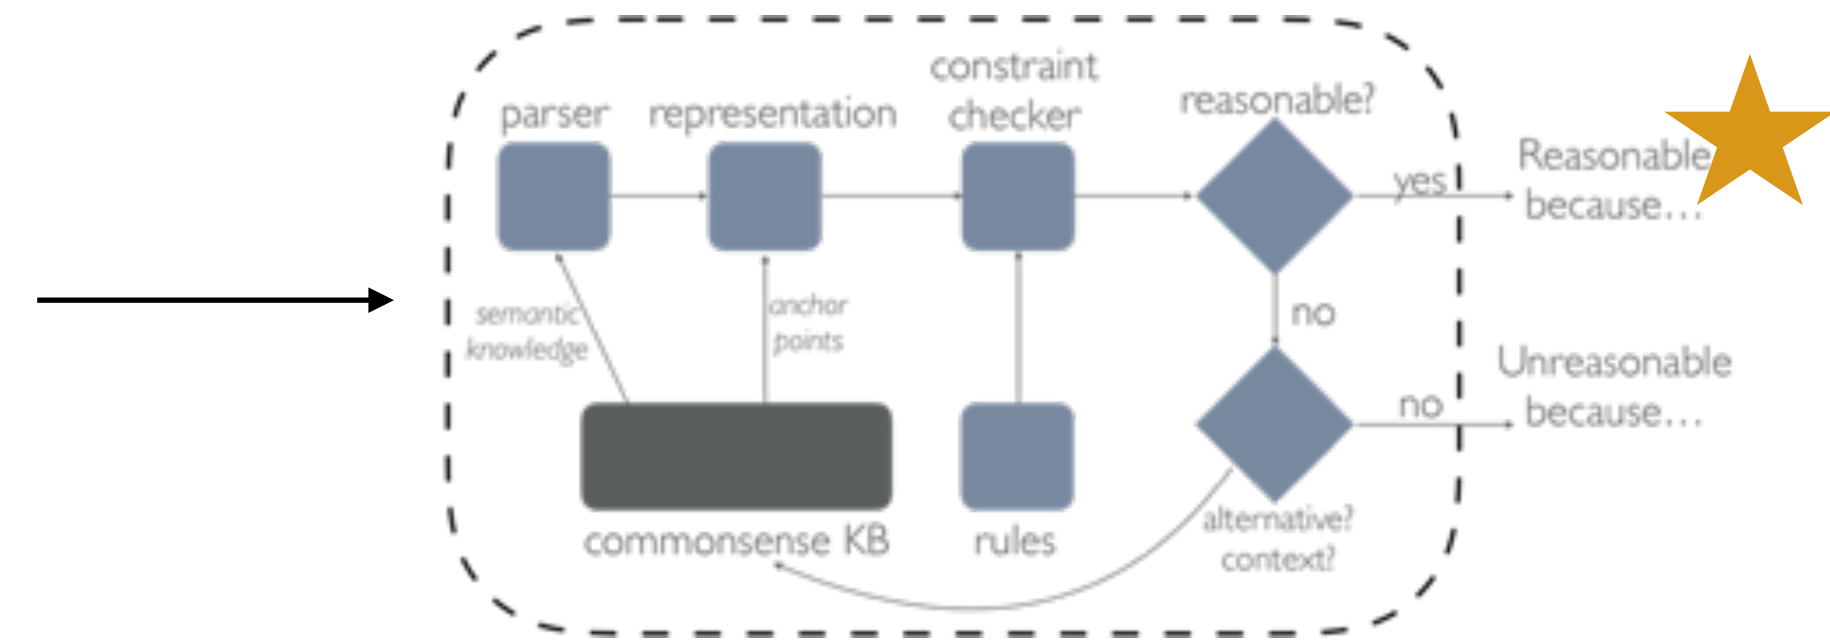 parser
representation
constraint
checker
reasonable?
yes
Reasonable
because...
semantic
knowledge
anchor
points
no
no
Unreasonable
because...
commonsense KB
rules
alternative?
context?